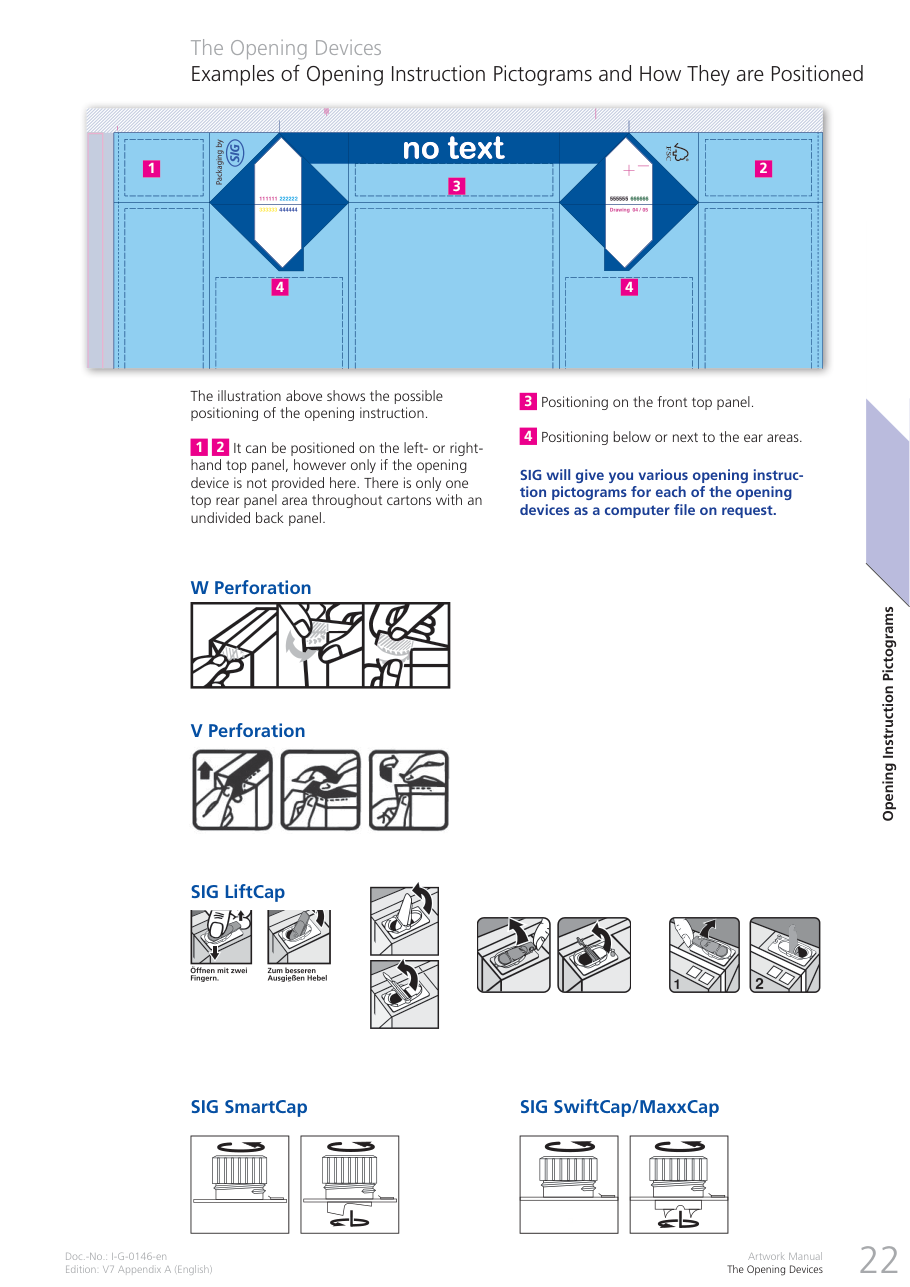 The Opening Devices
Examples of Opening Instruction Pictograms and How They are Positioned
Packaging by
SIG
no text
FSC
1
2
3
111111 222222
444444
555555 666666
Drawing 04 / 05
4
4
The illustration above shows the possible
positioning of the opening instruction.
1 2 It can be positioned on the left- or right-
hand top panel, however only if the opening
device is not provided here. There is only one
top rear panel area throughout cartons with an
undivided back panel.
3 Positioning on the front top panel.
4 Positioning below or next to the ear areas.
SIG will give you various opening instruc-
tion pictograms for each of the opening
devices as a computer file on request.
Opening Instruction Pictograms
W Perforation
V Perforation
SIG LiftCap
Öffnen mit zwei
Fingern.
Zum besseren
Ausgießen Hebel
1
2
SIG SmartCap
SIG SwiftCap/MaxxCap
Doc.-No.: I-G-0146-en
Edition: V7 Appendix A (English)
Artwork Manual
The Opening Devices
22